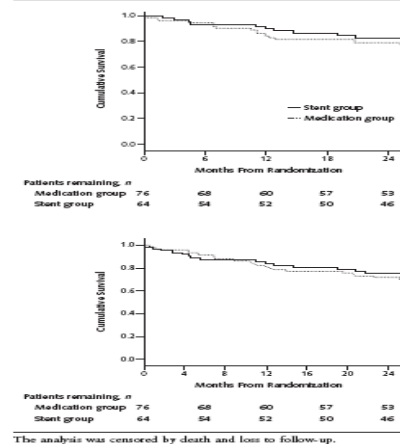 1.0
0.8
0.6
0.4
0.2
0.0
Cumulative Survival
Stent group
Medication group
0 6 12 18 24
Months From Randomization
Patients remaining, n
Medication group 76 68 60 57 53
Stent group 64 54 52 50 46
1.0
0.8
0.6
0.4
0.2
0.0
Cumulative Survival
0 4 8 12 16 20 24
Months From Randomization
Patients remaining, n
Medication group 76 68 60 57 53
Stent group 64 54 52 50 46
The analysis was censored by death and loss to follow-up.